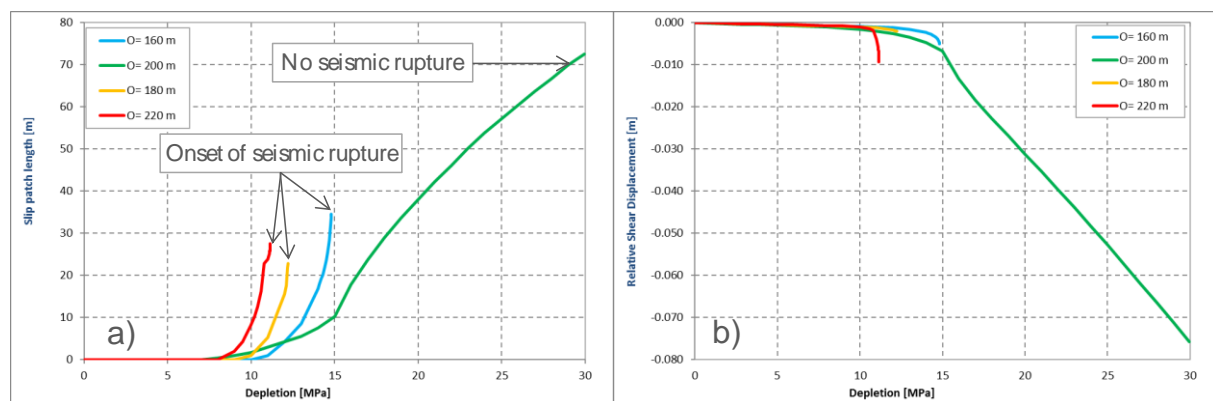 80
70
60
50
40
30
20
10
0
Slip patch length [m]
O= 160 m
O= 200 m
O= 180 m
O= 220 m
No seismic rupture
Onset of seismic rupture
a)
0
5
10
15
20
25
30
Depletion [MPa]
0.000
-0.010
-0.020
-0.030
-0.040
-0.050
-0.060
-0.070
-0.080
Relative Shear Displacement [m]
O= 160 m
O= 200 m
O= 180 m
O= 220 m
b)
0
5
10
15
20
25
30
Depletion [MPa]